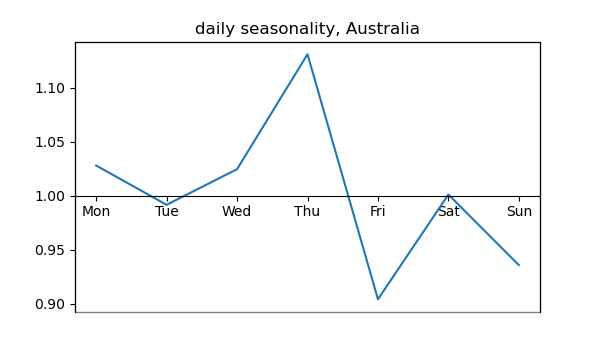 daily seasonality, Australia
1.10
1.05
1.00
Mon Tue Wed Thu Fri Sat Sun
0.95
0.90